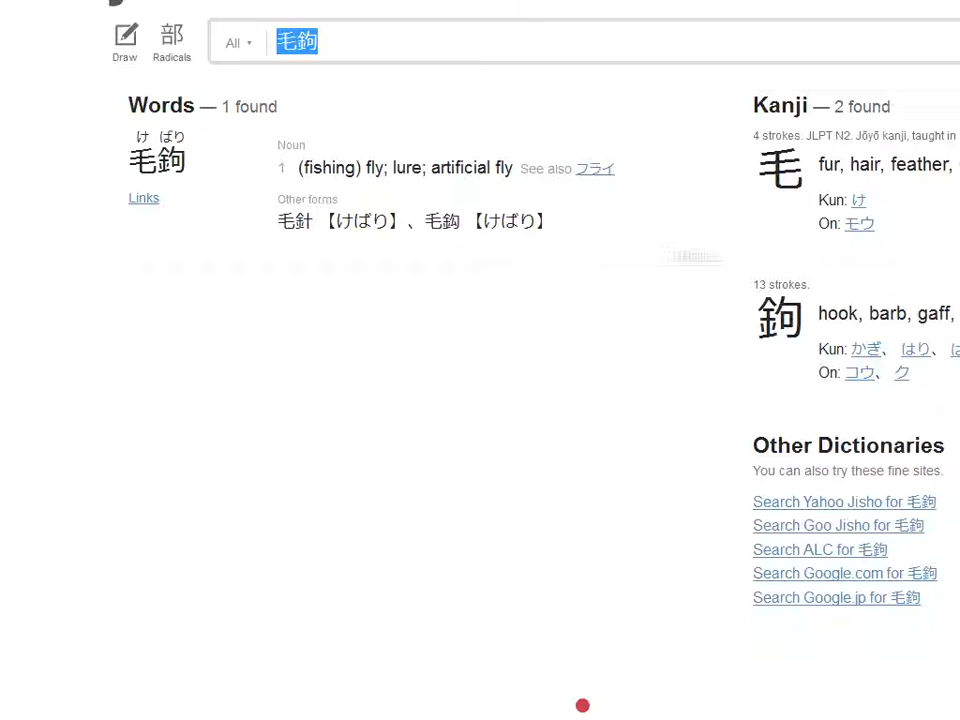 部
Draw
Radicals
All
毛鉤
Words — 1 found
け ばり
毛鉤
Links
Noun
1 (fishing) fly; lure; artificial fly See also フライ
Other forms
毛針 【けばり】、毛鈎 【けばり】
Kanji — 2 found
4 strokes. JLPT N2. Jōyō kanji, taught in
毛
fur, hair, feather,
Kun: け
On: モウ
13 strokes.
鉤
hook, barb, gaff,
Kun: かぎ、 はり、
On: コウ、 ク
Other Dictionaries
You can also try these fine sites.
Search Yahoo Jisho for 毛鉤
Search Goo Jisho for 毛鉤
Search ALC for 毛鉤
Search Google.com for 毛鉤
Search Google.jp for 毛鉤